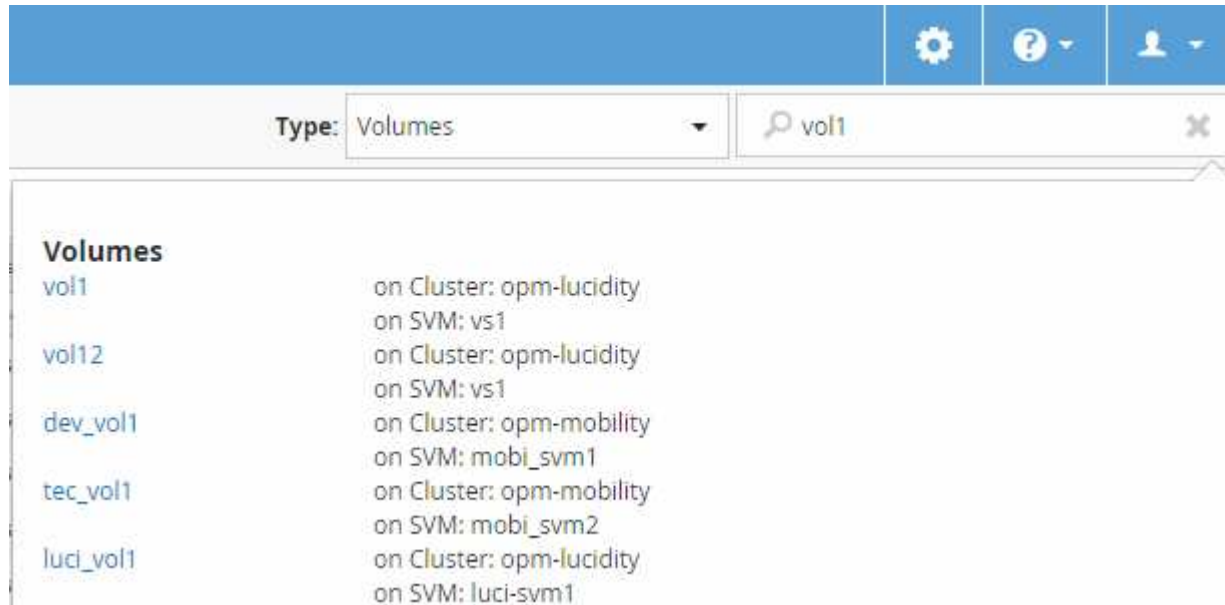 Type: Volumes vol1
Volumes
vol1 on Cluster: opm-lucidity
on SVM: vs1
vol12 on Cluster: opm-lucidity
on SVM: vs1
dev_vol1 on Cluster: opm-mobility
on SVM: mobi_svm1
tec_vol1 on Cluster: opm-mobility
on SVM: mobi_svm2
luci_vol1 on Cluster: opm-lucidity
on SVM: luci-svm1